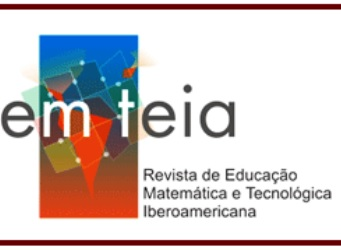 em teia
Revista de Educação
Matemática e Tecnológica
Iberoamericana